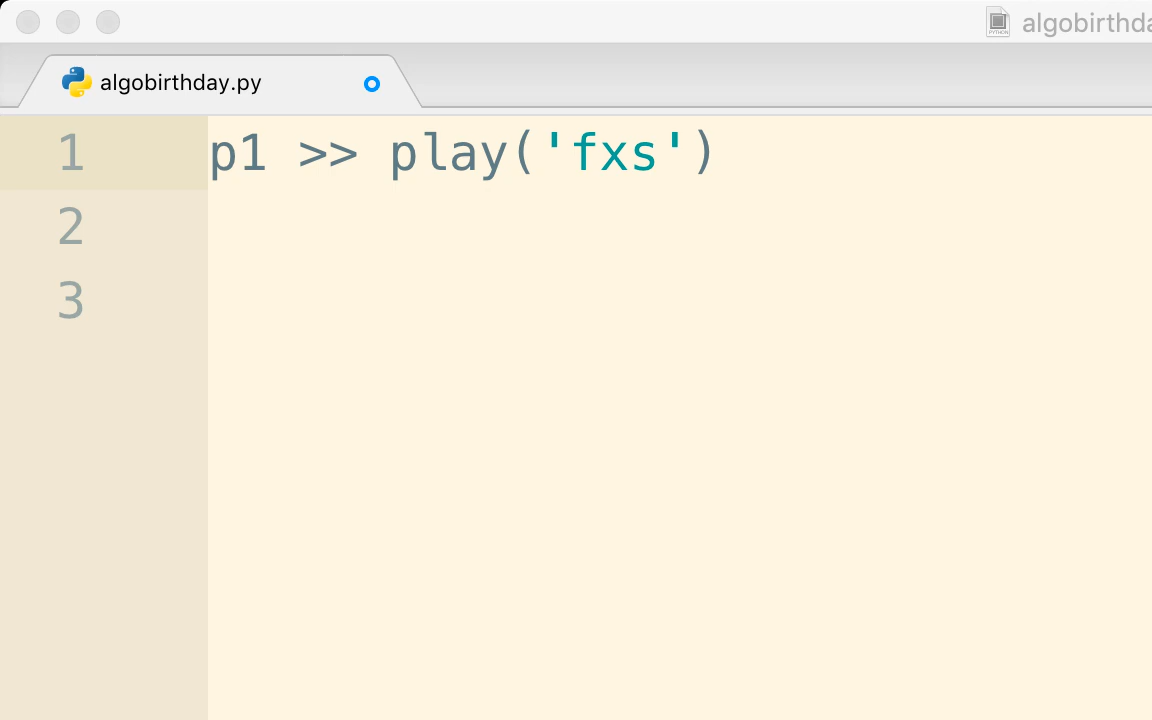 algobirthda
algobirthday.py
1 p1 >> play('fxs')
2
3